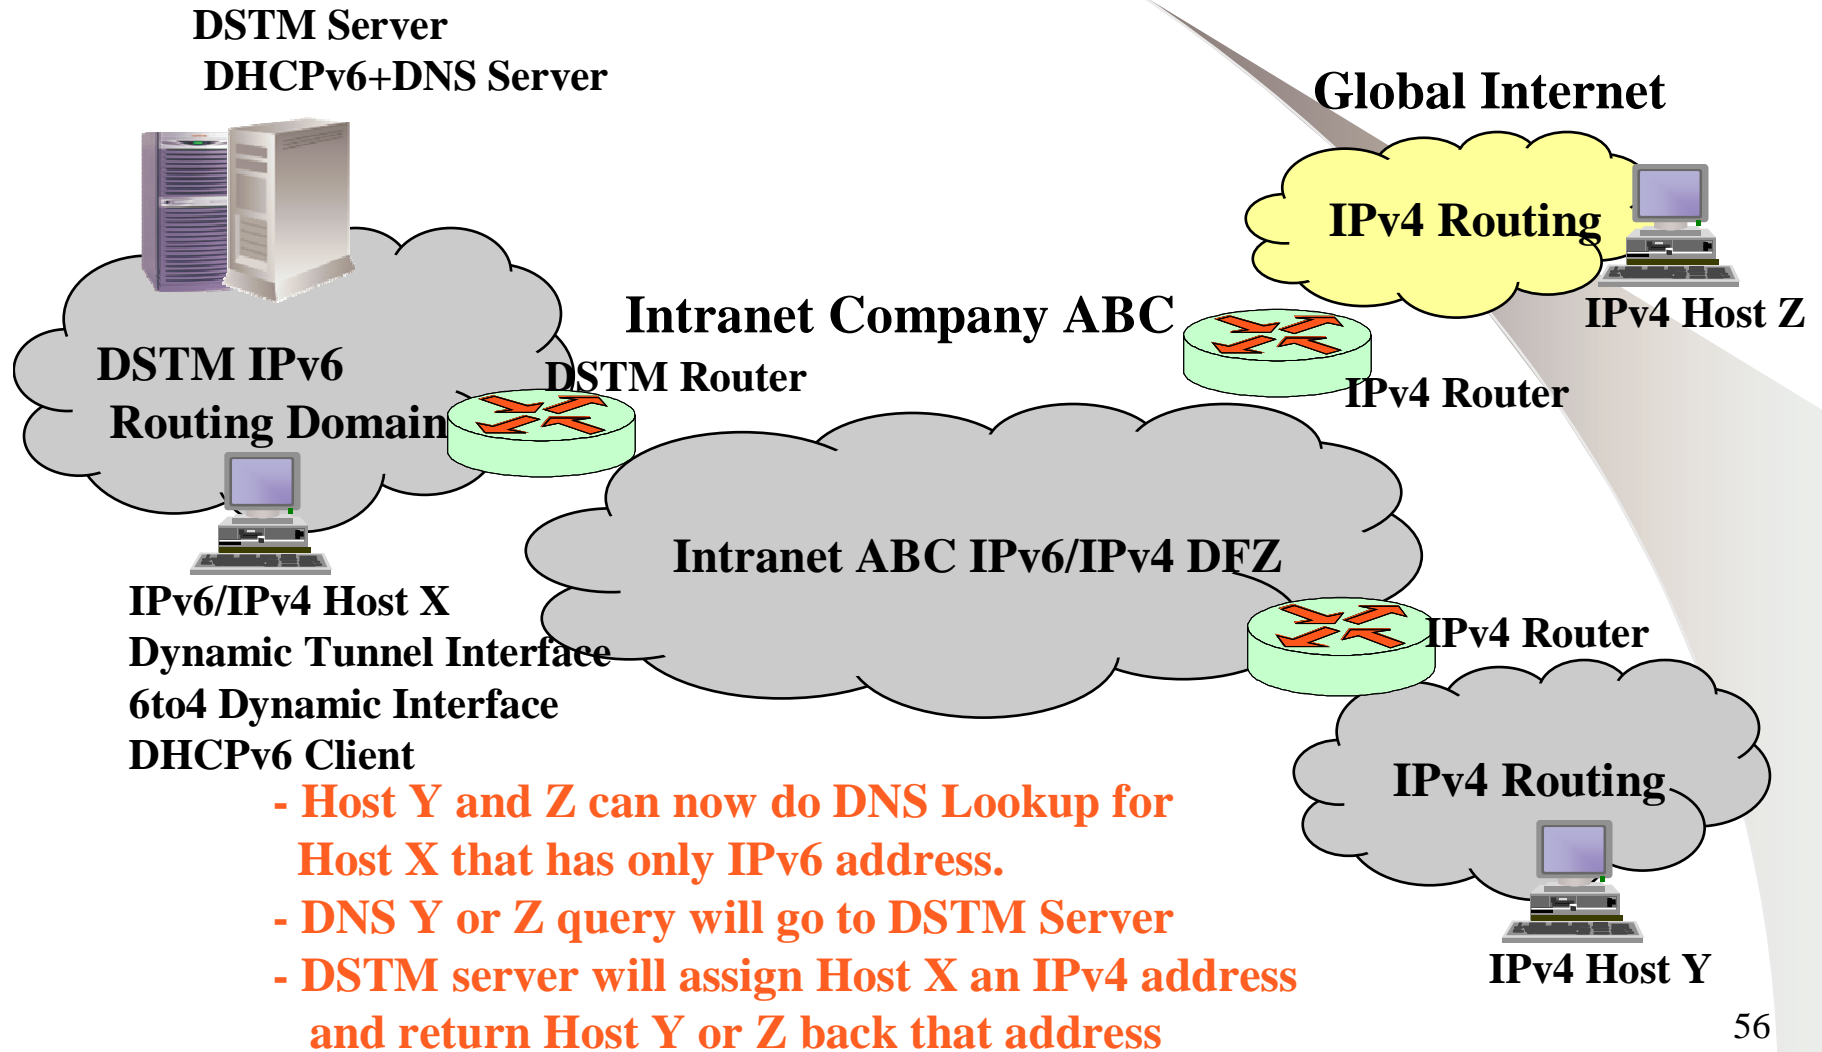 DSTM Server
DHCPv6+DNS Server
Global Internet
IPv4 Routing
IPv4 Host Z
Intranet Company ABC
DSTM IPv6
Routing Domain
DSTM Router
IPv4 Router
Intranet ABC IPv6/IPv4 DFZ
IPv6/IPv4 Host X
Dynamic Tunnel Interface
6to4 Dynamic Interface
DHCPv6 Client
IPv4 Router
IPv4 Routing
IPv4 Host Y
- Host Y and Z can now do DNS Lookup for
Host X that has only IPv6 address.
- DNS Y or Z query will go to DSTM Server
- DSTM server will assign Host X an IPv4 address
and return Host Y or Z back that address
56